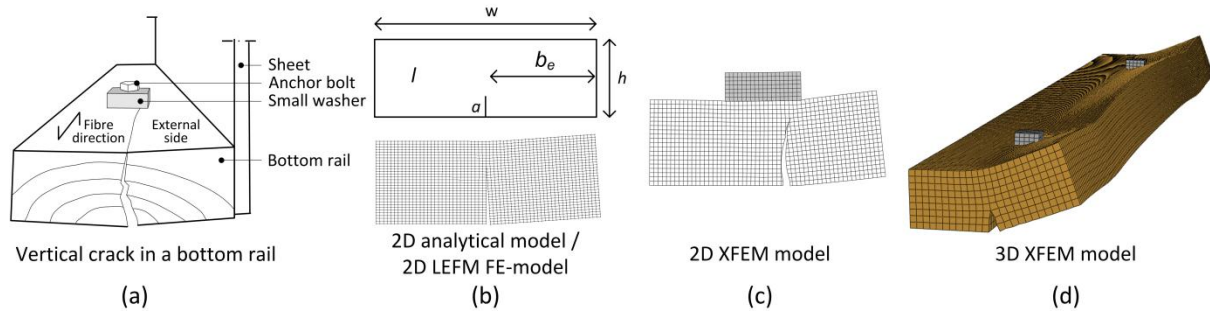 Sheet
Anchor bolt
Small washer
Fibre
direction
External
side
Bottom rail
Vertical crack in a bottom rail
(a)
w
l
b_e
h
a
2D analytical model /
2D LEFM FE-model
(b)
2D XFEM model
(c)
3D XFEM model
(d)